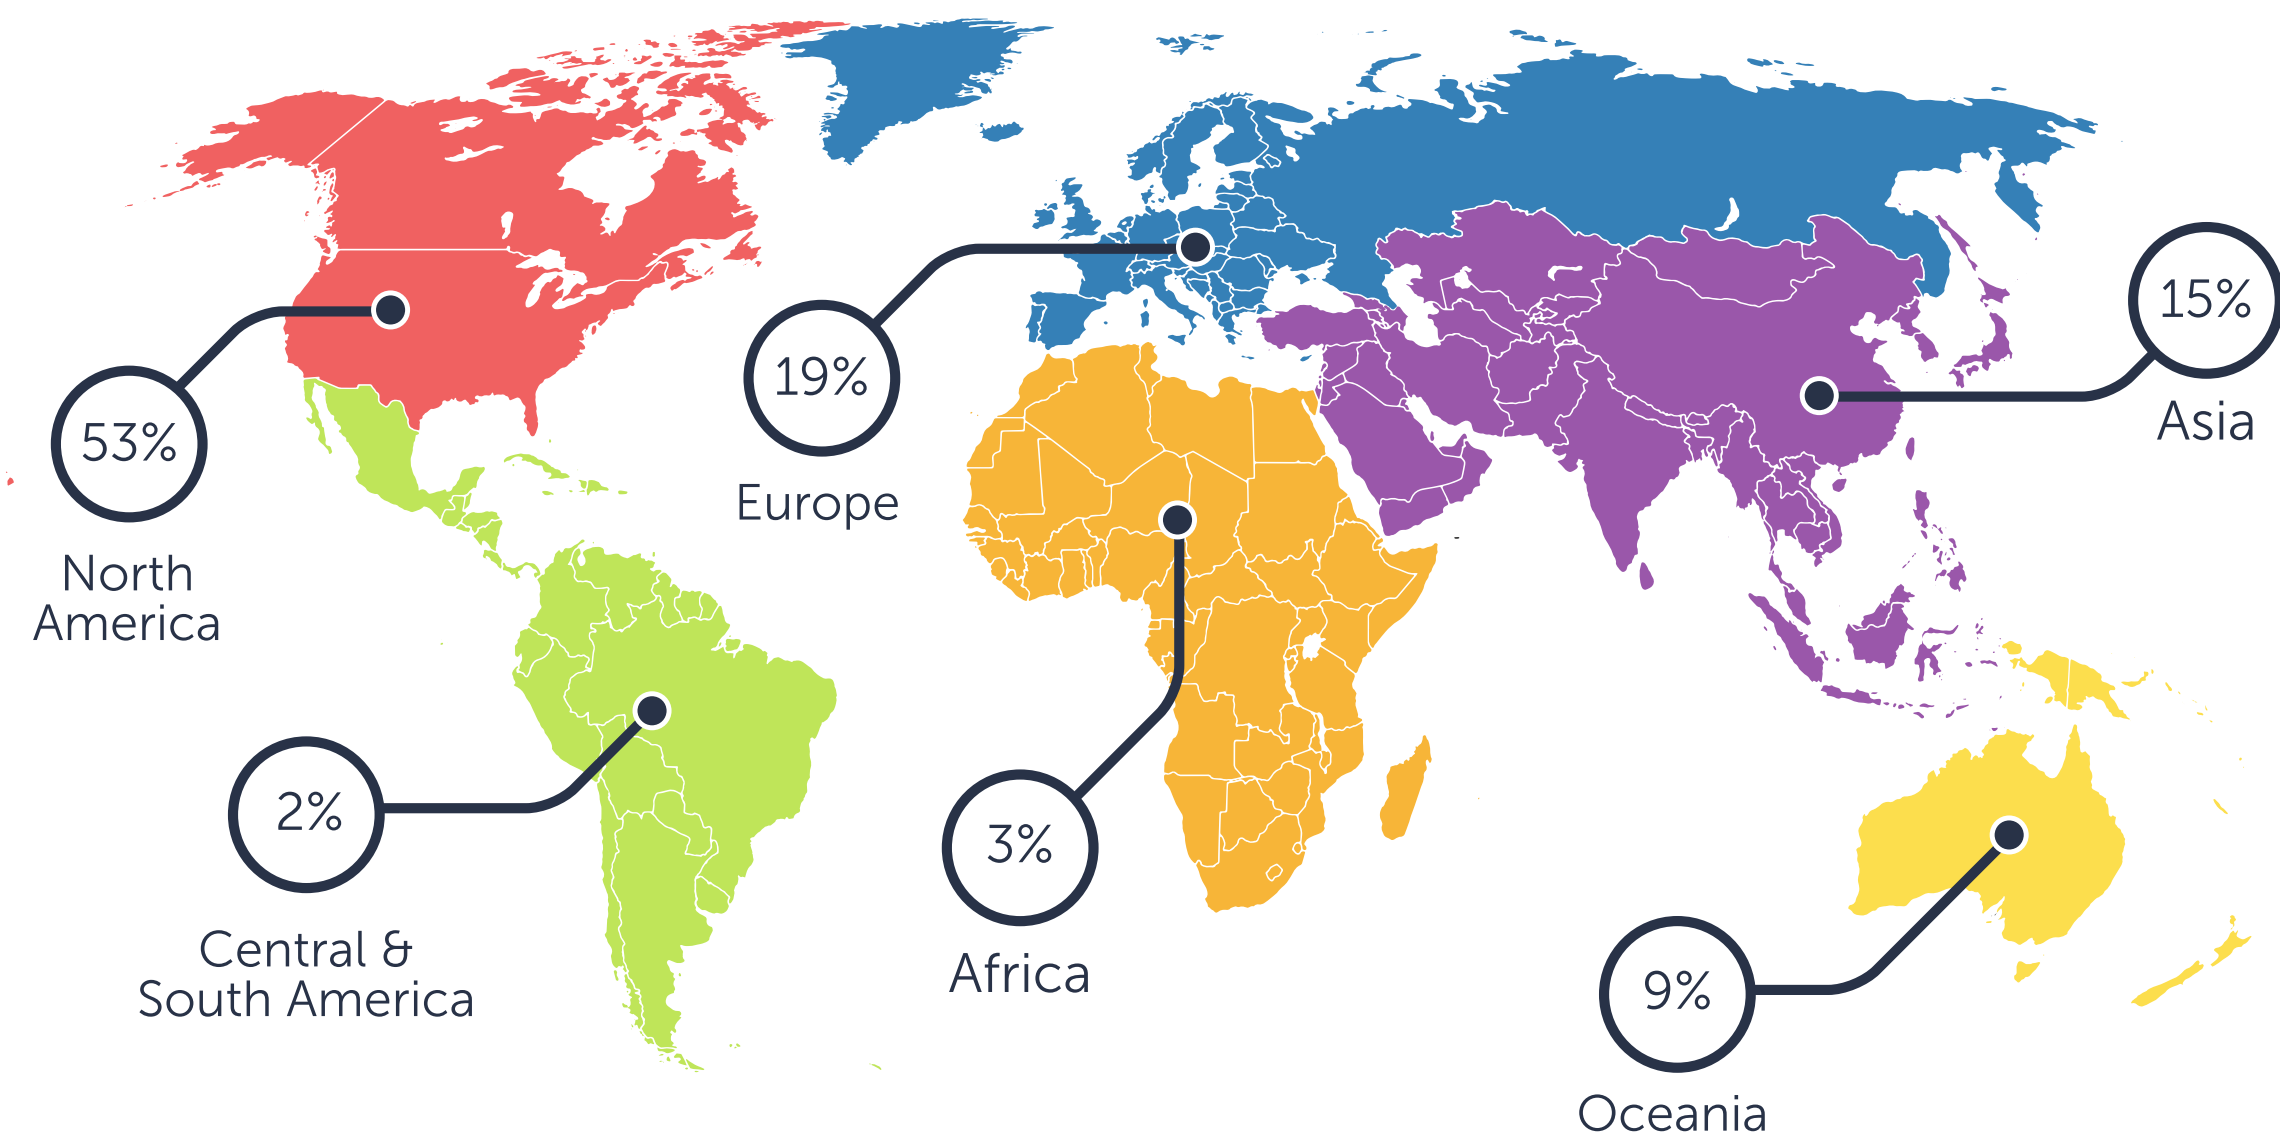 53%
North
America
19%
Europe
15%
Asia
2%
Central &
South America
3%
Africa
9%
Oceania